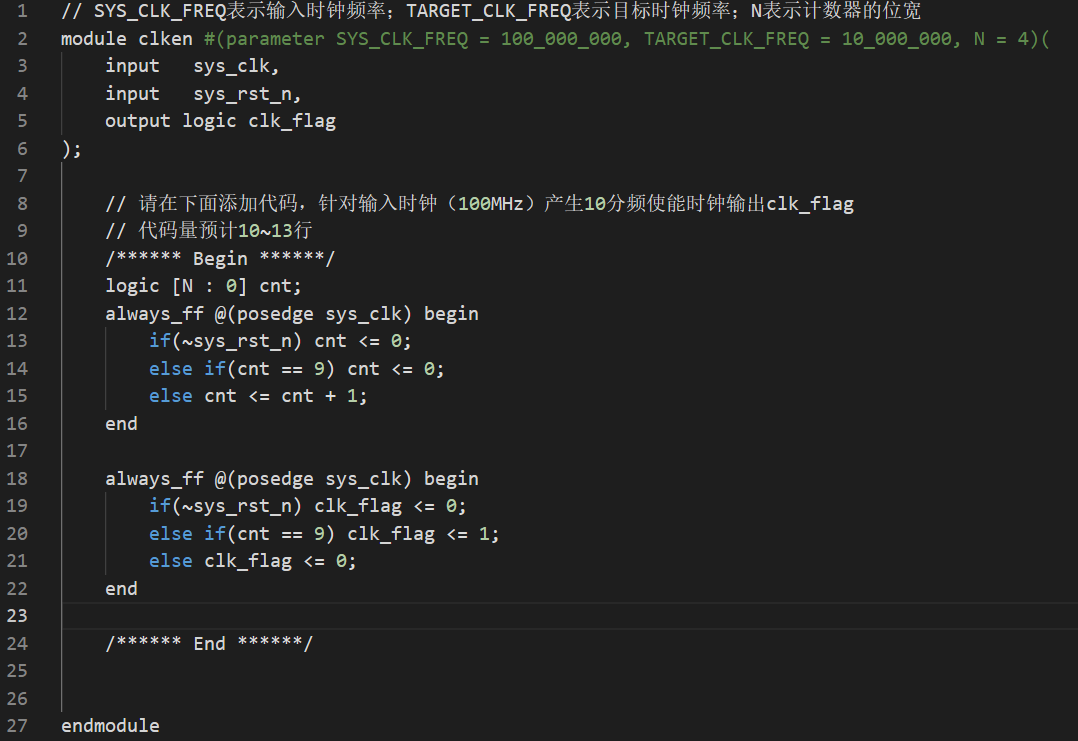 1 // SYS_CLK_FREQ表示输入时钟频率；TARGET_CLK_FREQ表示目标时钟频率；N表示计数器的位宽
2 module clken #(parameter SYS_CLK_FREQ = 100_000_000, TARGET_CLK_FREQ = 10_000_000, N = 4)(
3     input   sys_clk,
4     input   sys_rst_n,
5     output logic clk_flag
6 );
7
8     // 请在下面添加代码，针对输入时钟（100MHz）产生10分频使能时钟输出clk_flag
9     // 代码量预计10~13行
10     /****** Begin ******/
11     logic [N : 0] cnt;
12     always_ff @(posedge sys_clk) begin
13         if(~sys_rst_n) cnt <= 0;
14         else if(cnt == 9) cnt <= 0;
15         else cnt <= cnt + 1;
16     end
17
18     always_ff @(posedge sys_clk) begin
19         if(~sys_rst_n) clk_flag <= 0;
20         else if(cnt == 9) clk_flag <= 1;
21         else clk_flag <= 0;
22     end
23
24     /****** End ******/
25
26
27 endmodule